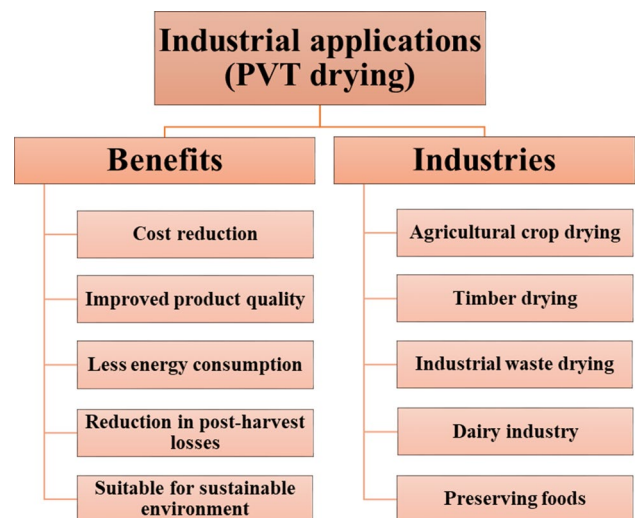 Industrial applications
(PVT drying)
Benefits
Industries
Cost reduction
Improved product quality
Less energy consumption
Reduction in post-harvest
losses
Suitable for sustainable
environment
Agricultural crop drying
Timber drying
Industrial waste drying
Dairy industry
Preserving foods